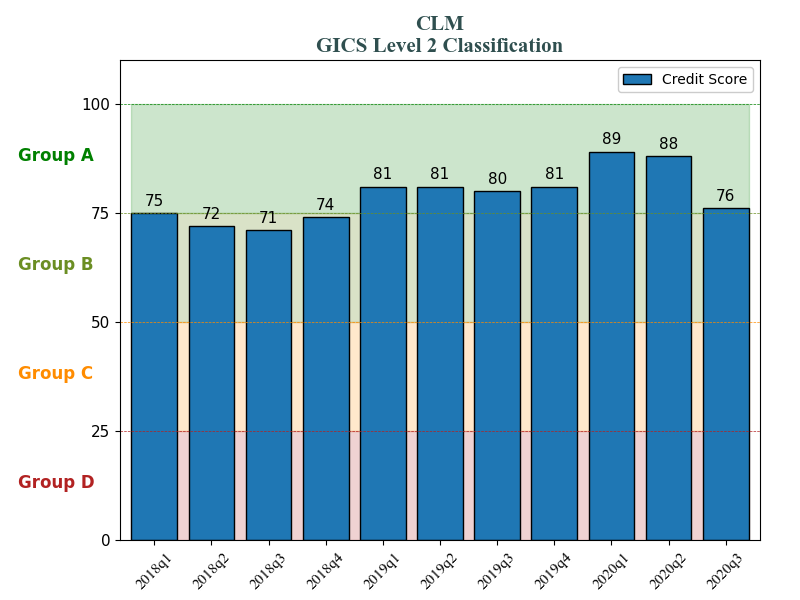 CLM
GICS Level 2 Classification
Credit Score
100
Group A
75
Group B
50
Group C
25
Group D
0
75
72
71
74
81
81
80
81
89
88
76
2018q1
2018q2
2018q3
2018q4
2019q1
2019q2
2019q3
2019q4
2020q1
2020q2
2020q3